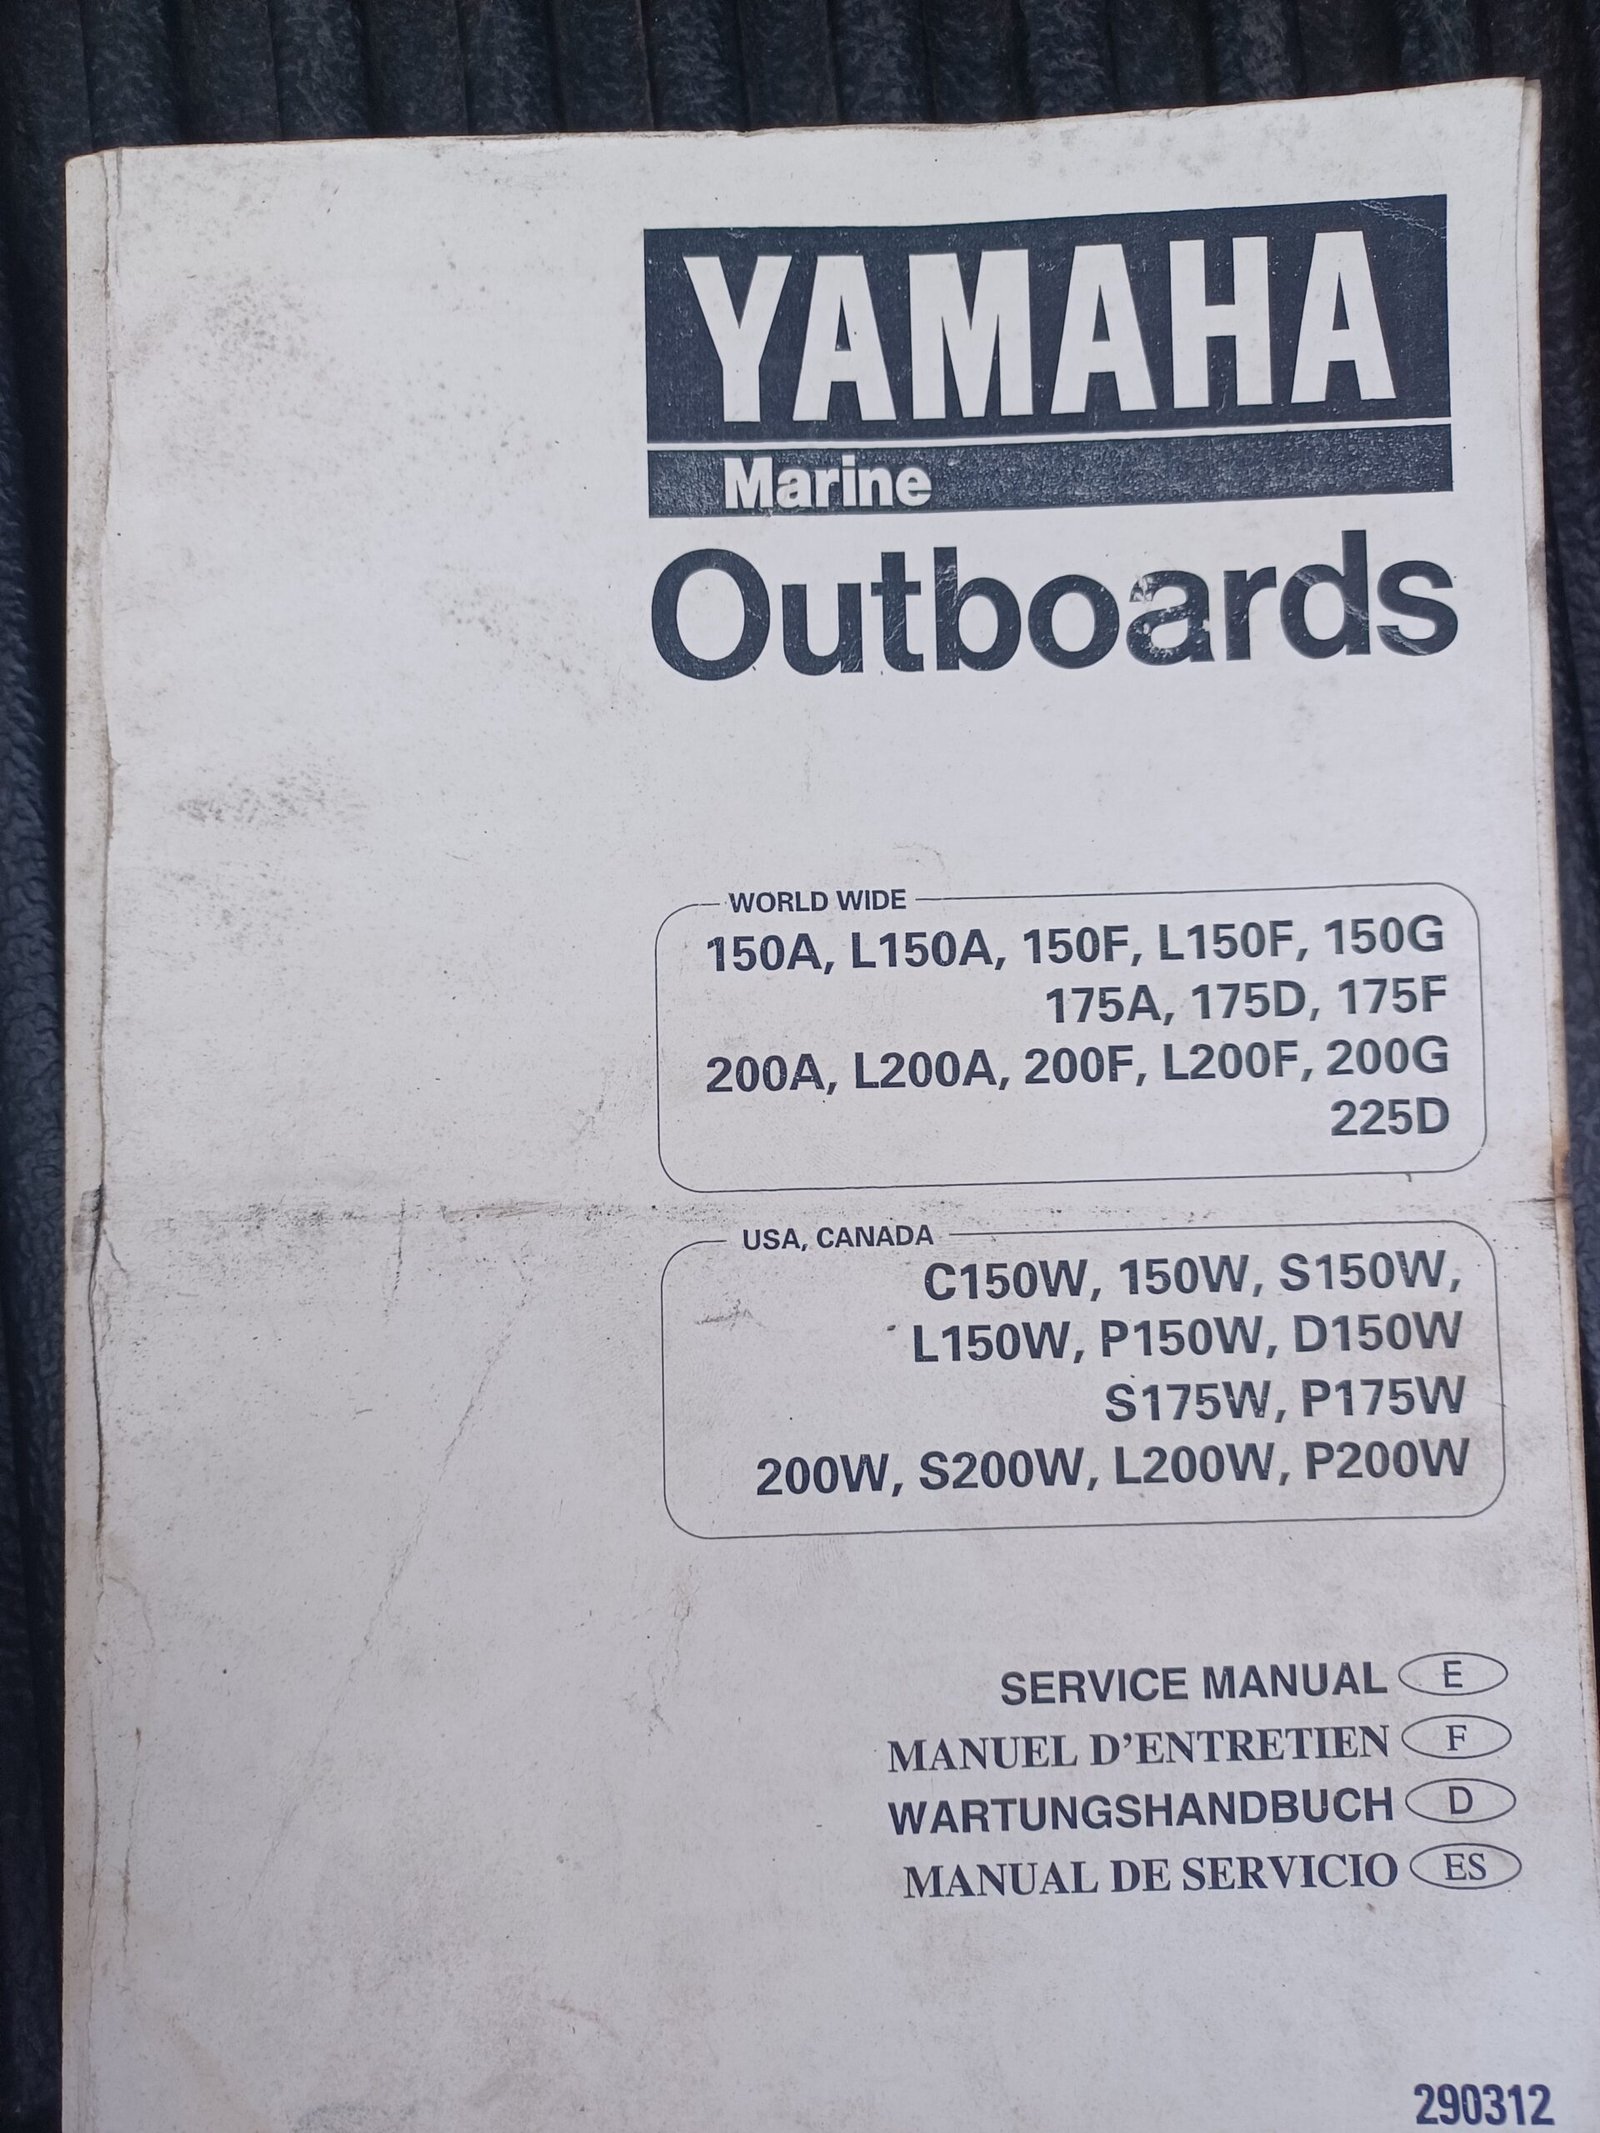 YAMAHA
Marine
Outboards
WORLD WIDE
150A, L150A, 150F, L150F, 150G
175A, 175D, 175F
200A, L200A, 200F, L200F, 200G
225D
USA, CANADA
C150W, 150W, S150W,
L150W, P150W, D150W
S175W, P175W
200W, S200W, L200W, P200W
SERVICE MANUAL E
MANUEL D’ENTRETIEN F
WARTUNGSHANDBUCH D
MANUAL DE SERVICIO ES
290312